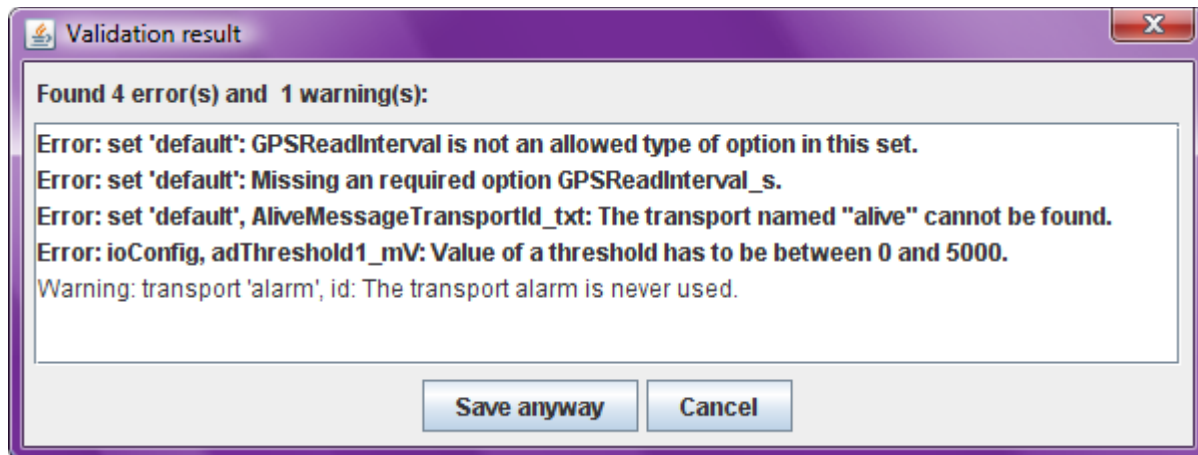 Validation result
Found 4 error(s) and  1 warning(s):
Error: set 'default': GPSReadInterval is not an allowed type of option in this set.
Error: set 'default': Missing an required option GPSReadInterval_s.
Error: set 'default', AliveMessageTransportId_txt: The transport named "alive" cannot be found.
Error: ioConfig, adThreshold1_mV: Value of a threshold has to be between 0 and 5000.
Warning: transport 'alarm', id: The transport alarm is never used.
Save anyway Cancel